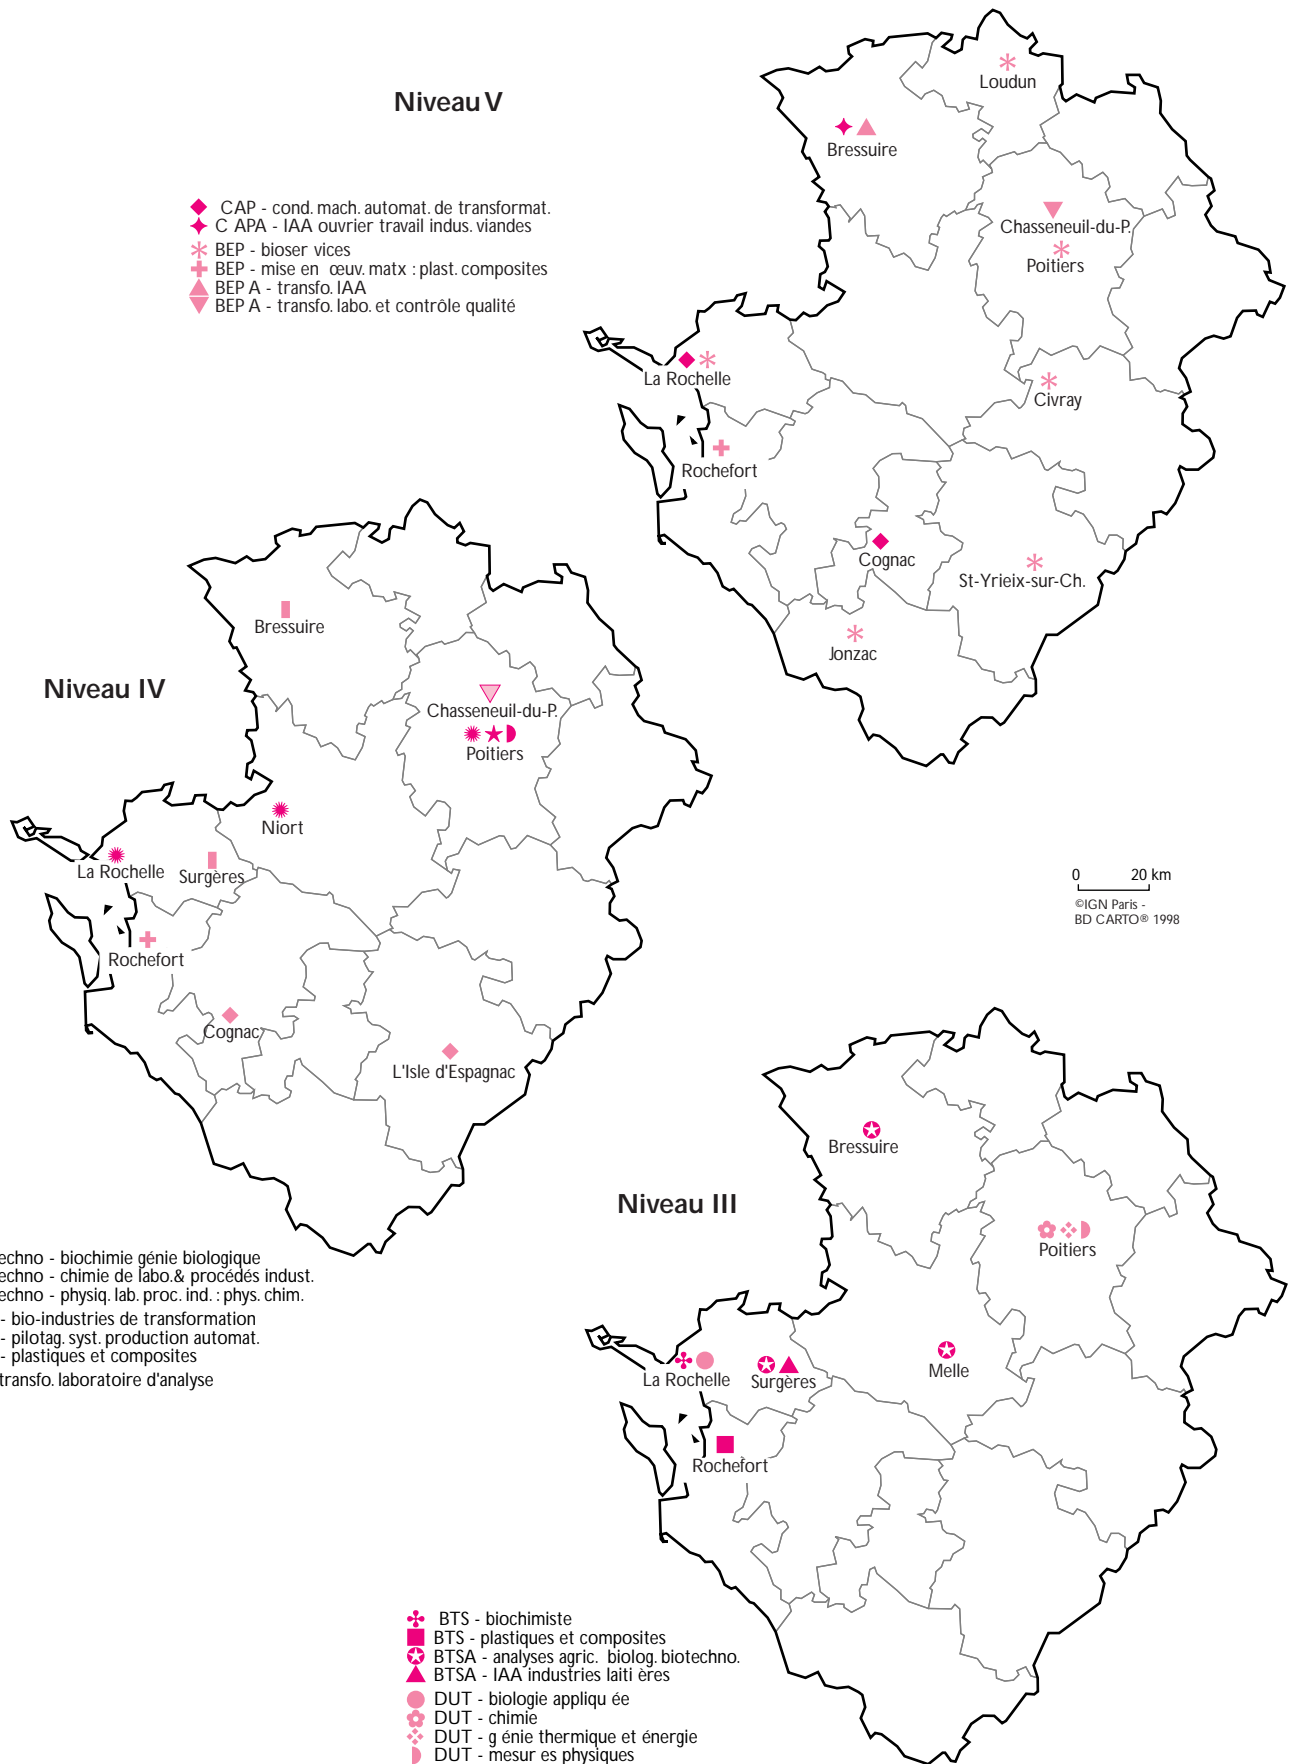 Niveau V
CAP - cond. mach. automat. de transformat.
C APA - IAA ouvrier travail indus. viandes
BEP - bioser vices
BEP - mise en œuv. matx : plast. composites
BEP A - transfo. IAA
BEP A - transfo. labo. et contrôle qualité
Loudun
Bressuire
Chasseneuil-du-P.
Poitiers
La Rochelle
Civray
Rochefort
Cognac
St-Yrieix-sur-Ch.
Jonzac
Niveau IV
Bressuire
Chasseneuil-du-P.
Poitiers
Niort
La Rochelle
Surgères
Rochefort
Cognac
L'Isle d'Espagnac
echno - biochimie génie biologique
echno - chimie de labo.& procédés indust.
echno - physiq. lab. proc. ind. : phys. chim.
- bio-industries de transformation
- pilotag. syst. production automat.
- plastiques et composites
transfo. laboratoire d'analyse
0 20 km
©IGN Paris -
BD CARTO® 1998
Niveau III
Bressuire
Poitiers
Melle
La Rochelle
Surgères
Rochefort
BTS - biochimiste
BTS - plastiques et composites
BTSA - analyses agric. biolog. biotechno.
BTSA - IAA industries laiti ères
DUT - biologie appliqu ée
DUT - chimie
DUT - g énie thermique et énergie
DUT - mesur es physiques